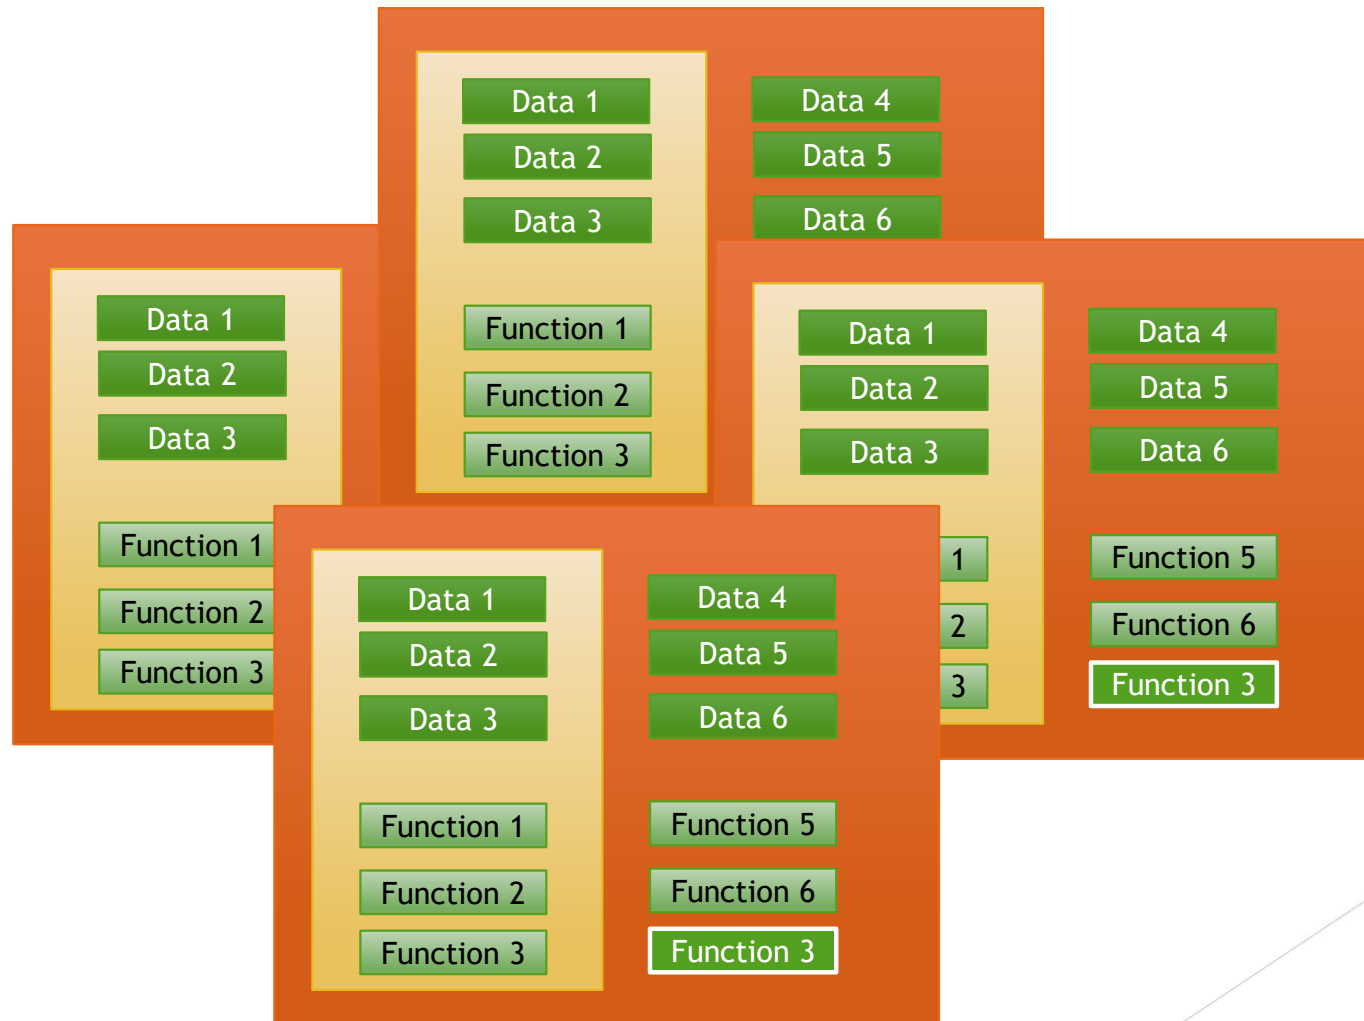 Data 1
Data 2
Data 3
Function 1
Function 2
Function 3
Data 4
Data 5
Data 6
Data 1
Data 2
Data 3
Function 1
Function 2
Function 3
Data 1
Data 2
Data 3
1
2
3
Data 4
Data 5
Data 6
Function 5
Function 6
Function 3
Data 1
Data 2
Data 3
Function 1
Function 2
Function 3
Data 4
Data 5
Data 6
Function 5
Function 6
Function 3